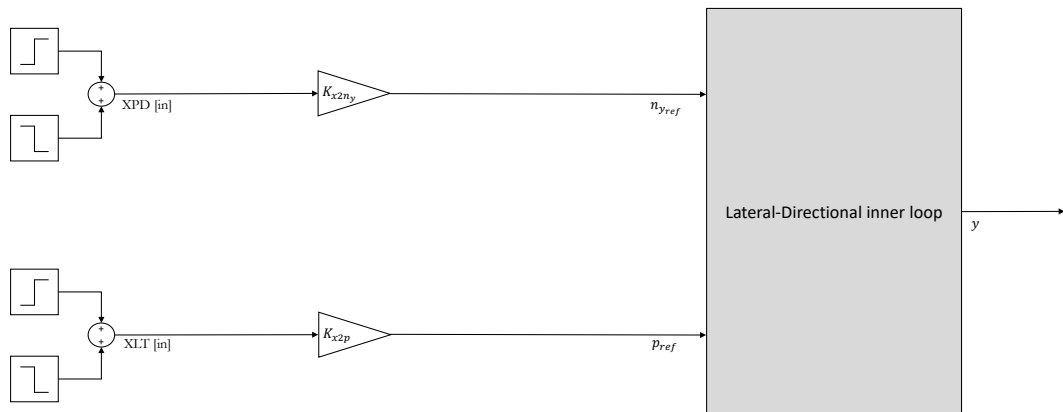 +
+
XPD [in]
K_{x2n_y}
n_{y_{ref}}
Lateral-Directional inner loop
y
+
+
XLT [in]
K_{x2p}
p_{ref}